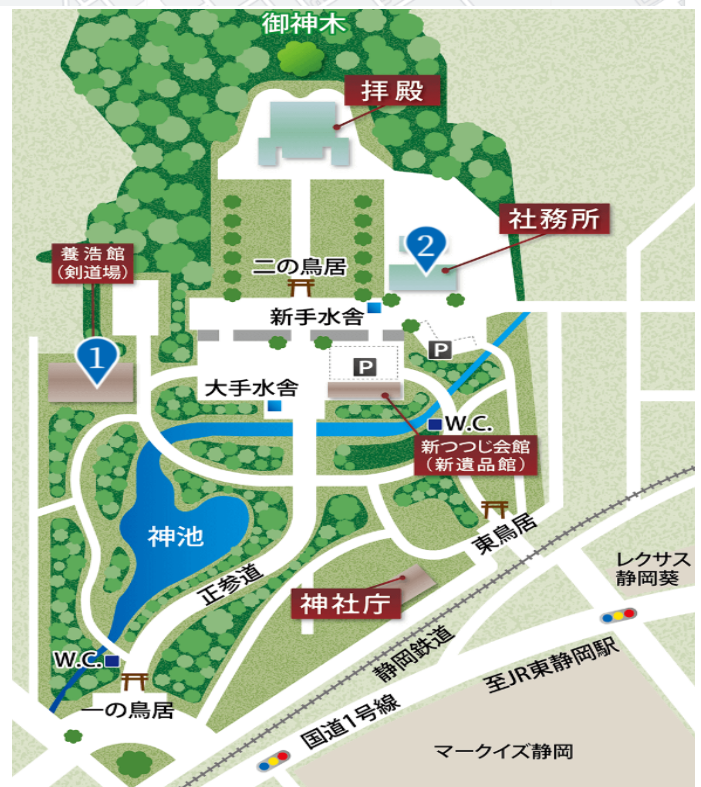 御神木
拝殿
社務所
2
養浩館
(剣道場)
二の鳥居
新手水舎
1
P
P
大手水舎
W.C.
新つつじ会館
(新遺品館)
東鳥居
神池
レクサス
静岡葵
正参道
神社庁
静岡鉄道
W.C.
至JR東静岡駅
一の鳥居
国道1号線
マークイズ静岡